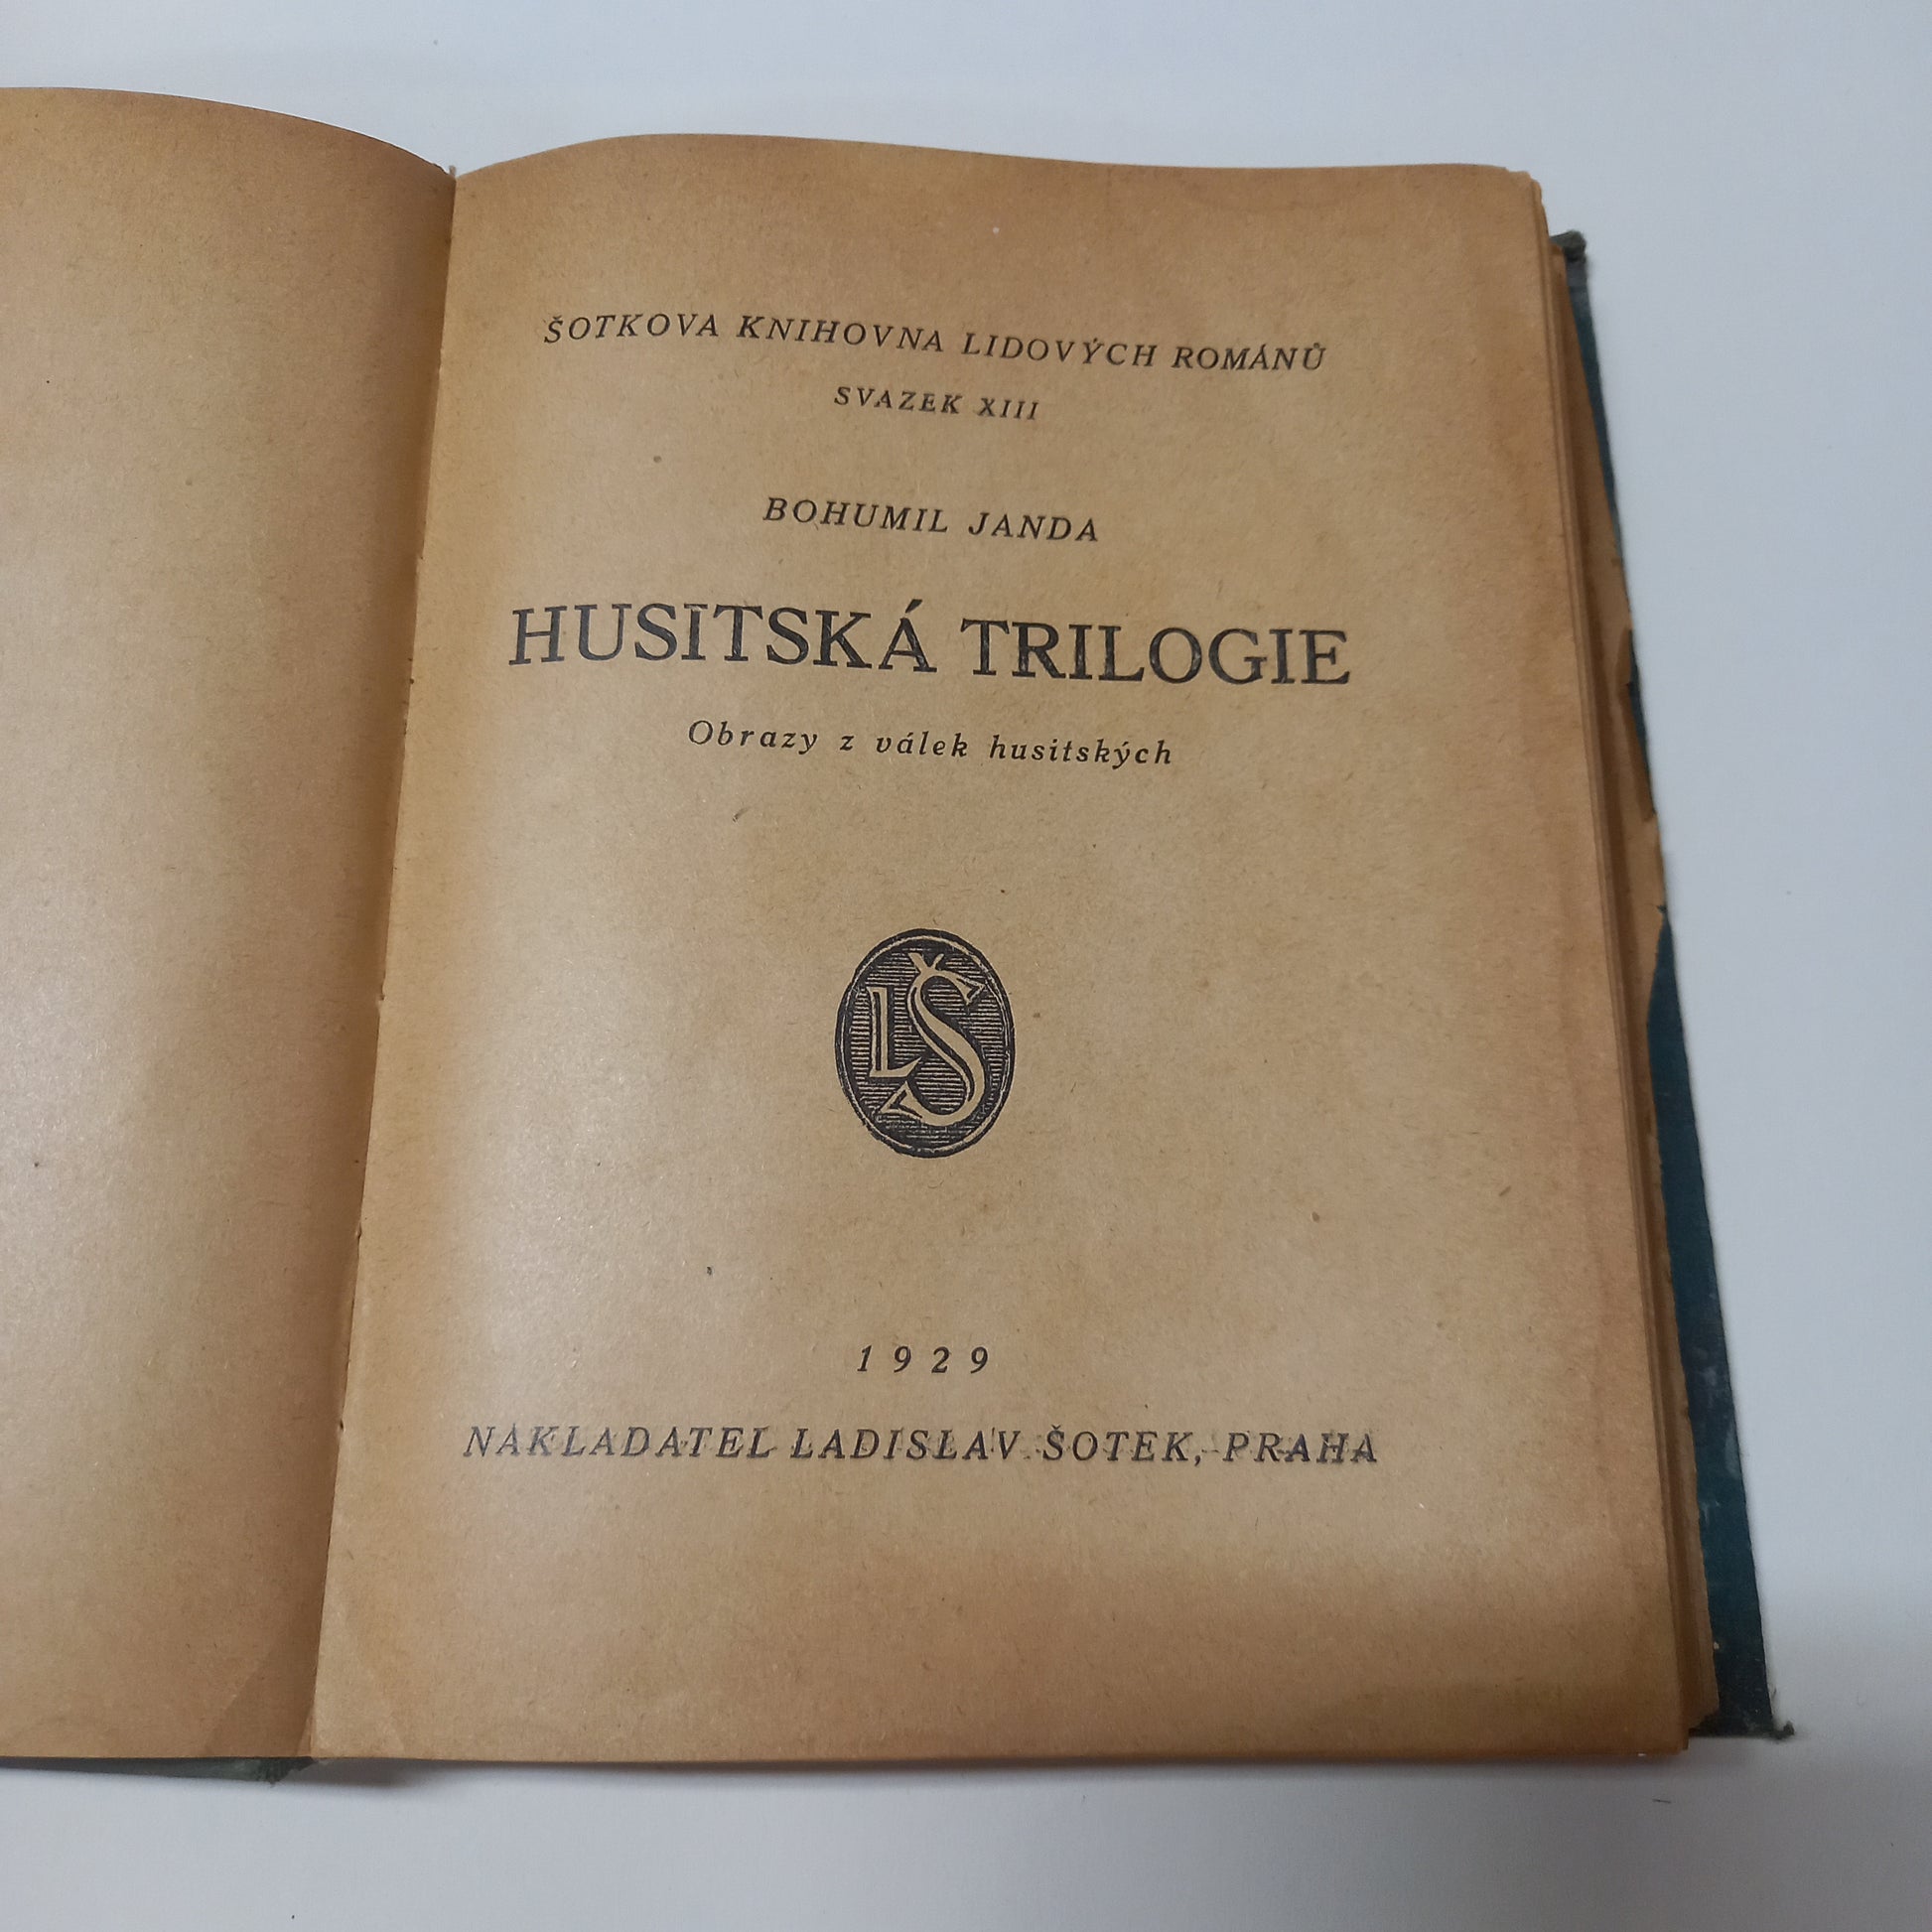 ŠOTKOVA KNIHOVNA LIDOVÝCH ROMÁNŮ
SVAZEK XIII
BOHUMIL JANDA
HUSITSKÁ TRILOGIE
Obrazy z válek husitských
LŠ
1929
NAKLADATEL LADISLAV ŠOTEK, PRAHA